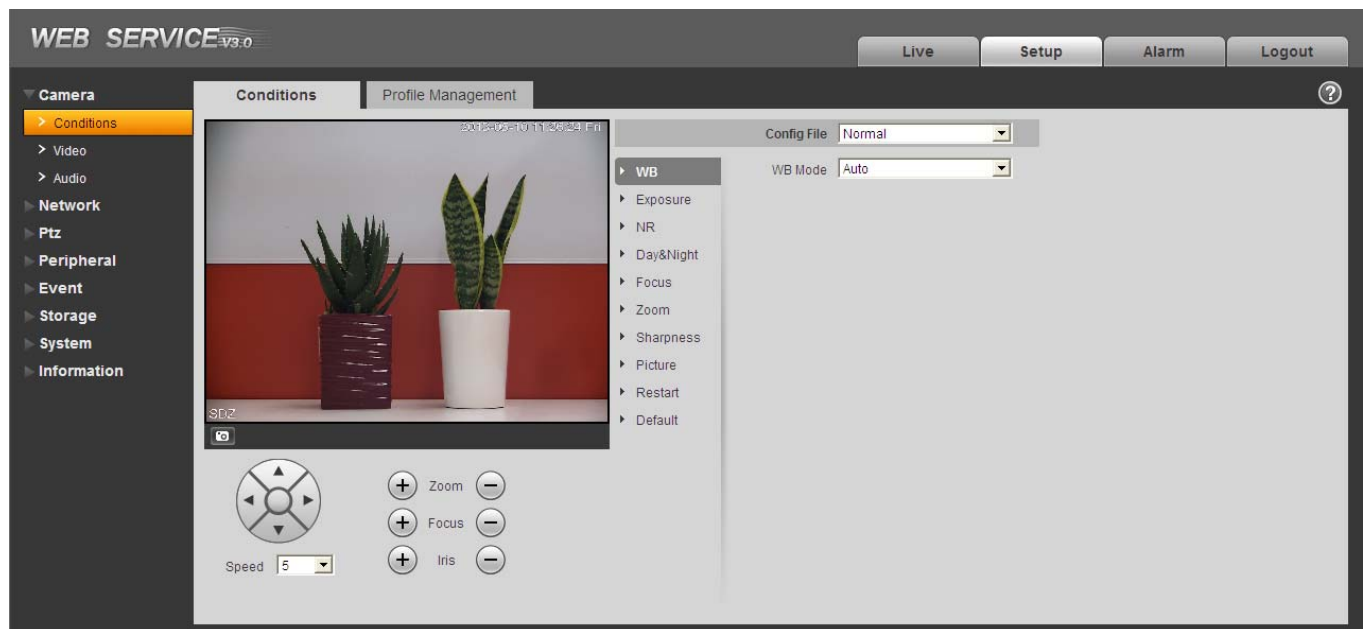 WEB SERVICE V3.0
Live
Setup
Alarm
Logout
Camera
Conditions
Video
Audio
Network
Ptz
Peripheral
Event
Storage
System
Information
Conditions
Profile Management
?
SDZ
Speed 5
Zoom
Focus
Iris
Config File Normal
WB
Exposure
NR
Day&Night
Focus
Zoom
Sharpness
Picture
Restart
Default
WB Mode Auto